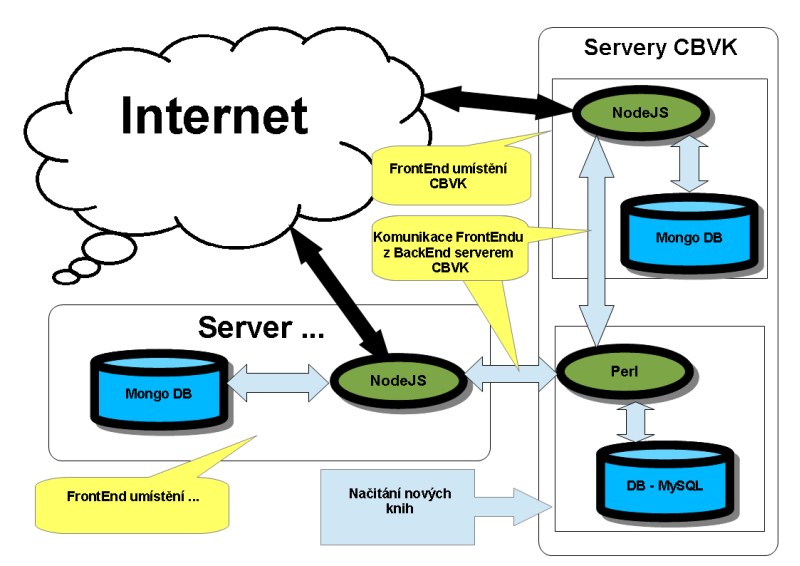 Servery CBVK
Internet
NodeJS
FrontEnd umístění
CBVK
Komunikace FrontEndu
z BackEnd serverem
CBVK
Mongo DB
Server ...
Mongo DB
NodeJS
Perl
FrontEnd umístění ...
Načitání nových
knih
DB - MySQL